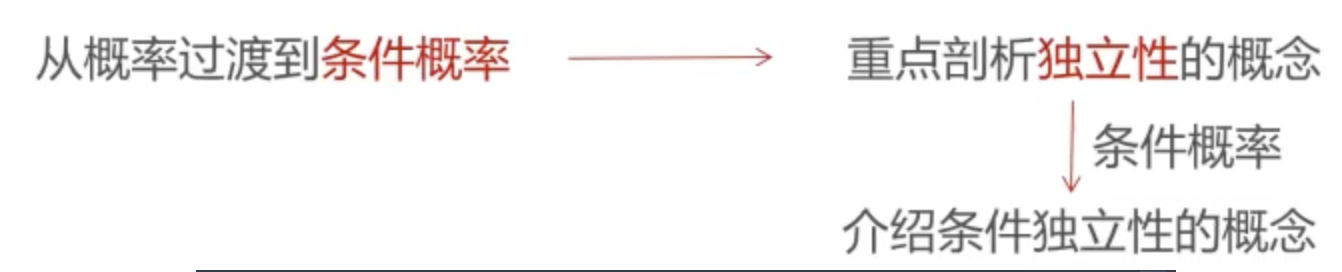 从概率过渡到条件概率
重点剖析独立性的概念
条件概率
介绍条件独立性的概念